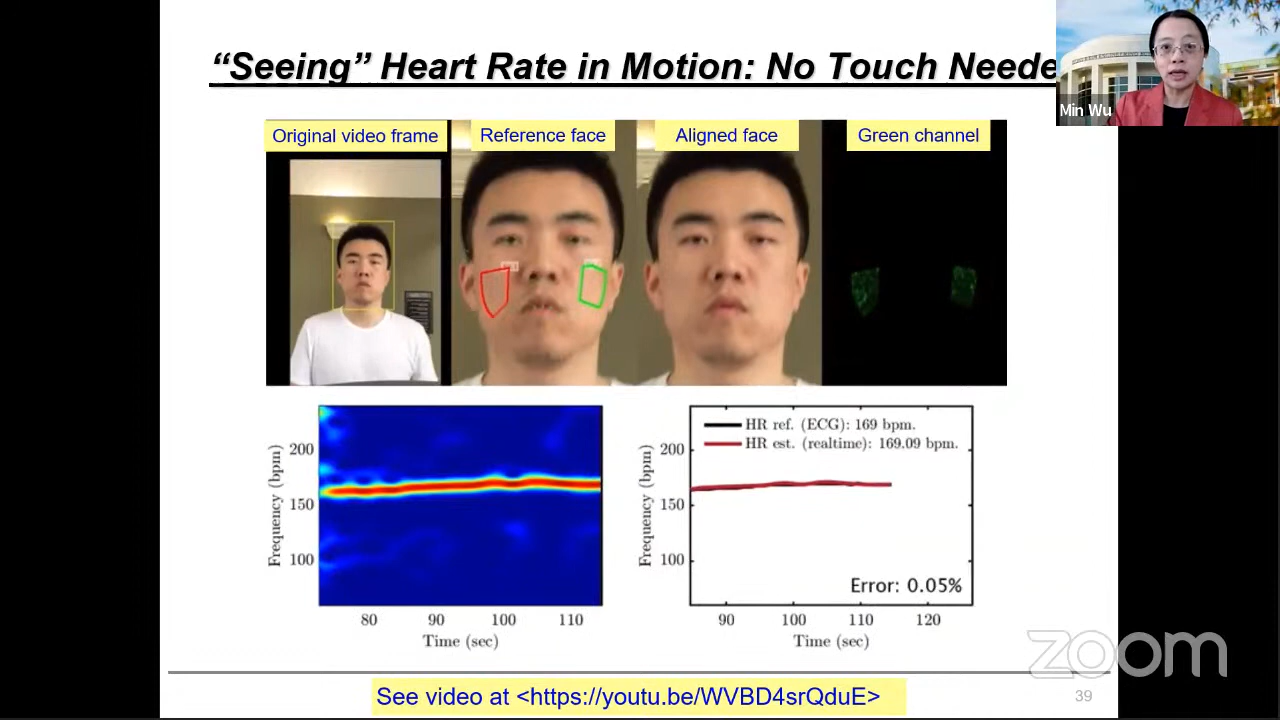 “Seeing” Heart Rate in Motion: No Touch Neede
Min Wu
Original video frame
Reference face
Aligned face
Green channel
Frequency (bpm)
200
150
100
80 90 100 110
Time (sec)
HR ref. (ECG): 169 bpm.
HR est. (realtime): 169.09 bpm.
Frequency (bpm)
200
150
100
Error: 0.05%
90 100 110 120
Time (sec)
zoom
See video at <https://youtu.be/WVBD4srQduE>
39